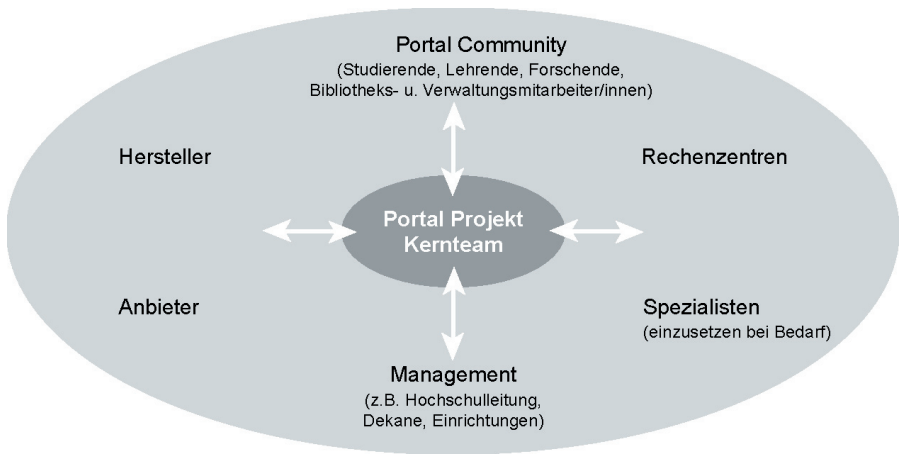 Portal Community
(Studierende, Lehrende, Forschende,
Bibliotheks- u. Verwaltungsmitarbeiter/innen)
Hersteller
Rechenzentren
Portal Projekt
Kernteam
Anbieter
Spezialisten
(einzusetzen bei Bedarf)
Management
(z.B. Hochschulleitung,
Dekane, Einrichtungen)